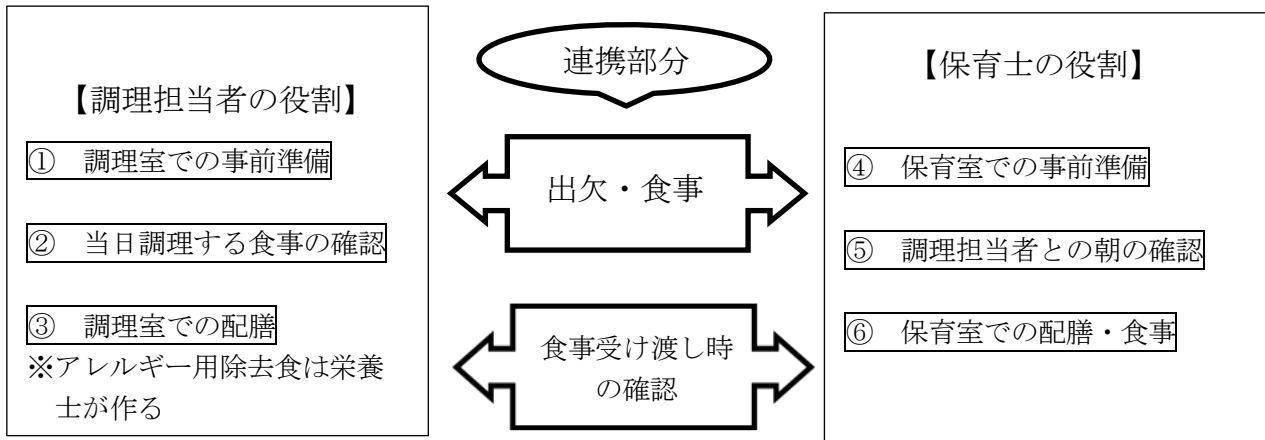 【調理担当者の役割】
① 調理室での事前準備
② 当日調理する食事の確認
③ 調理室での配膳
※アレルギー用除去食は栄養
士が作る
連携部分
出欠・食事
食事受け渡し時
の確認
【保育士の役割】
④ 保育室での事前準備
⑤ 調理担当者との朝の確認
⑥ 保育室での配膳・食事